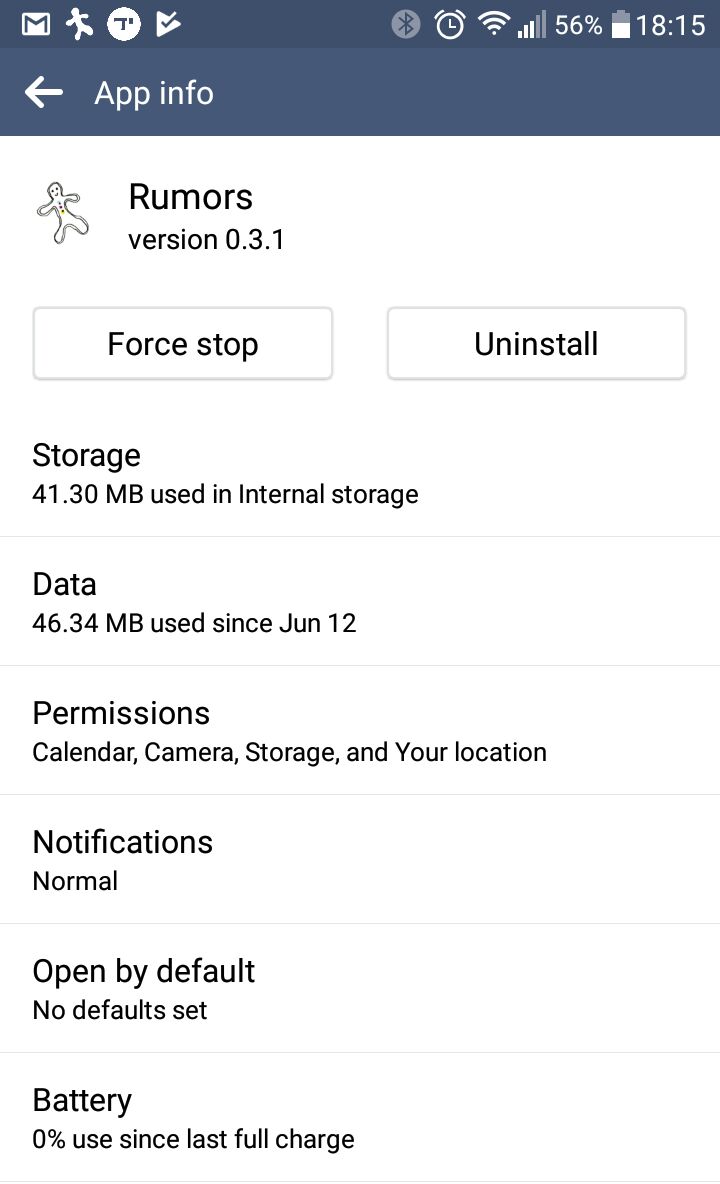 56% 18:15
App info
Rumors
version 0.3.1
Force stop
Uninstall
Storage
41.30 MB used in Internal storage
Data
46.34 MB used since Jun 12
Permissions
Calendar, Camera, Storage, and Your location
Notifications
Normal
Open by default
No defaults set
Battery
0% use since last full charge